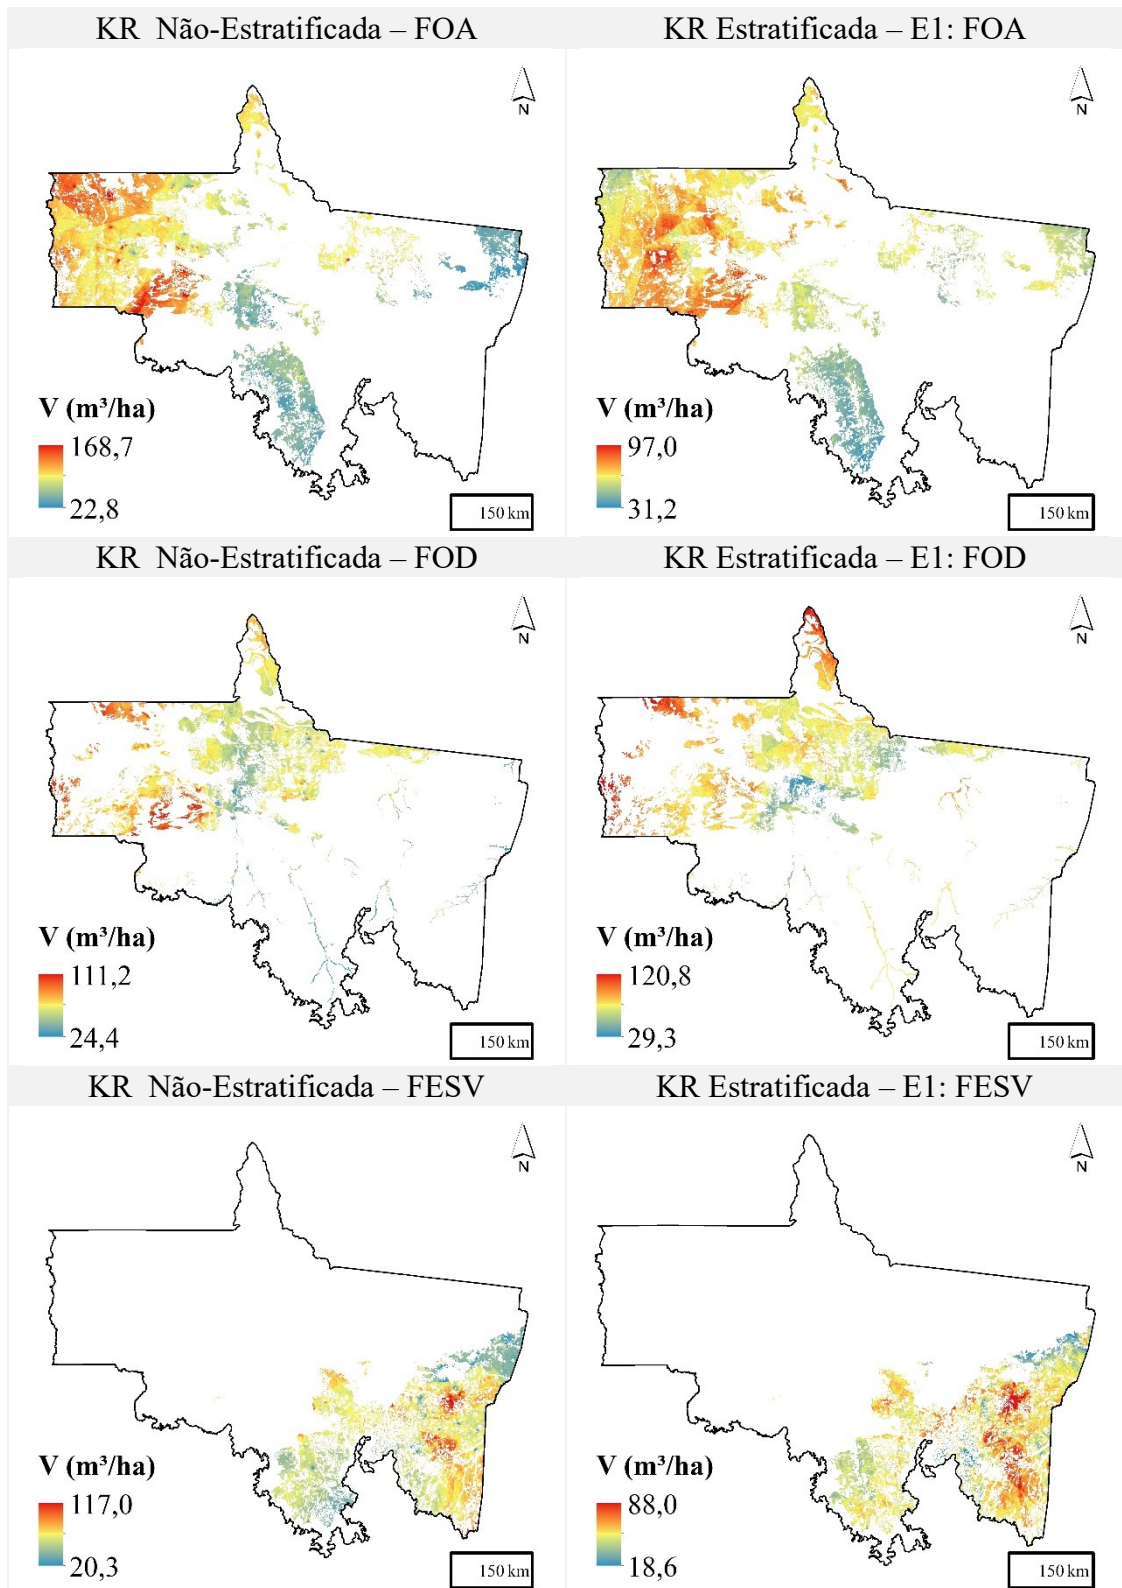 KR Não-Estratificada – FOA
KR Estratificada – E1: FOA
N
N
V (m³/ha)
168,7
22,8
150 km
V (m³/ha)
97,0
31,2
150 km
KR Não-Estratificada – FOD
KR Estratificada – E1: FOD
N
N
V (m³/ha)
111,2
24,4
150 km
V (m³/ha)
120,8
29,3
150 km
KR Não-Estratificada – FESV
KR Estratificada – E1: FESV
N
N
V (m³/ha)
117,0
20,3
150 km
V (m³/ha)
88,0
18,6
150 km